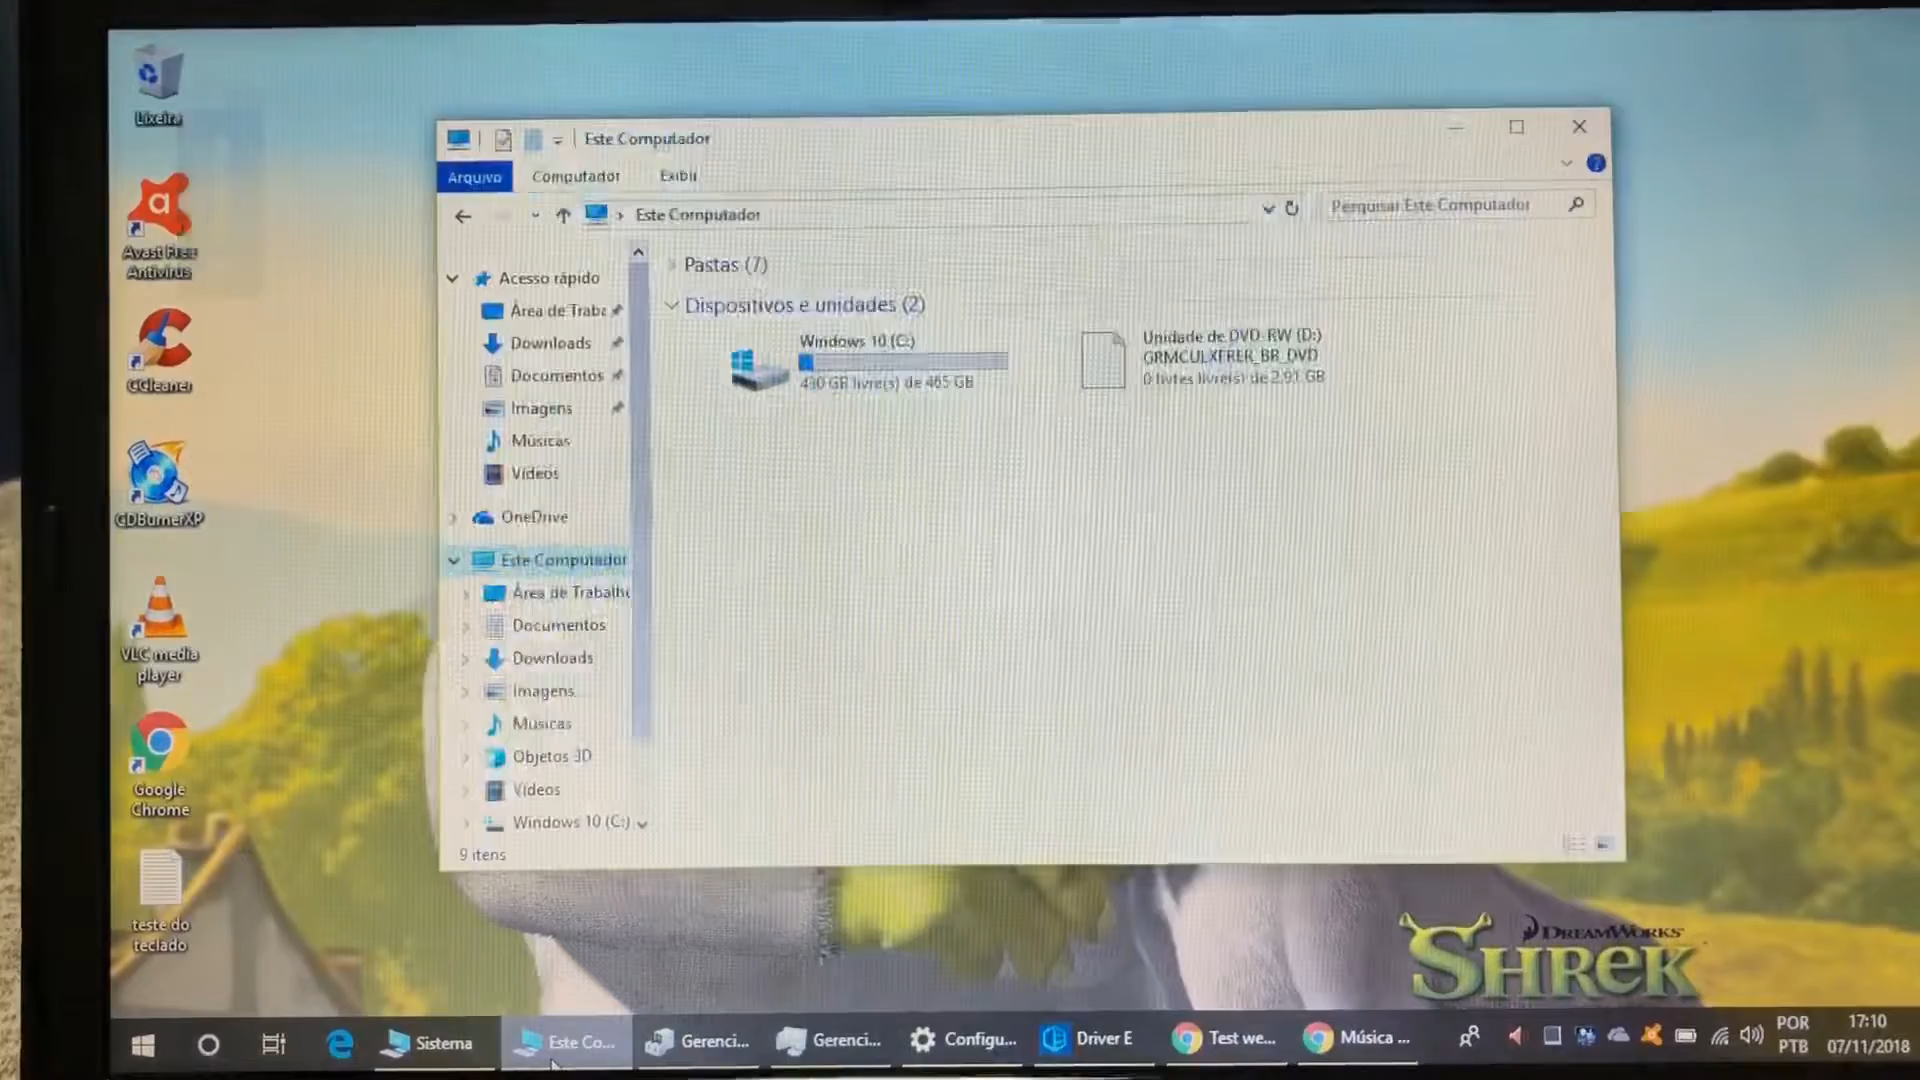 Lixeira
Avast Free
Antivirus
CCleaner
CDBurnerXP
VLC media
player
Google
Chrome
teste do
teclado
Este Computador
Arquivo
Computador
Exibir
Este Computador
Pesquisar Este Computador
Acesso rápido
Área de Traba
Downloads
Documentos
Imagens
Músicas
Vídeos
OneDrive
Este Computador
Área de Trabalho
Documentos
Downloads
Imagens
Músicas
Objetos 3D
Vídeos
Windows 10 (C:)
9 itens
Pastas (7)
Dispositivos e unidades (2)
Windows 10 (C:)
430 GB livre(s) de 465 GB
Unidade de DVD-RW (D:)
GRMCULXFRER_BR_DVD
0 bytes livre(s) de 2,91 GB
DREAMWORKS
SHREK
Sistema
Este Co...
Gerenci...
Gerenci...
Configu...
Driver E
Test we...
Música ...
POR
PTB
17:10
07/11/2018